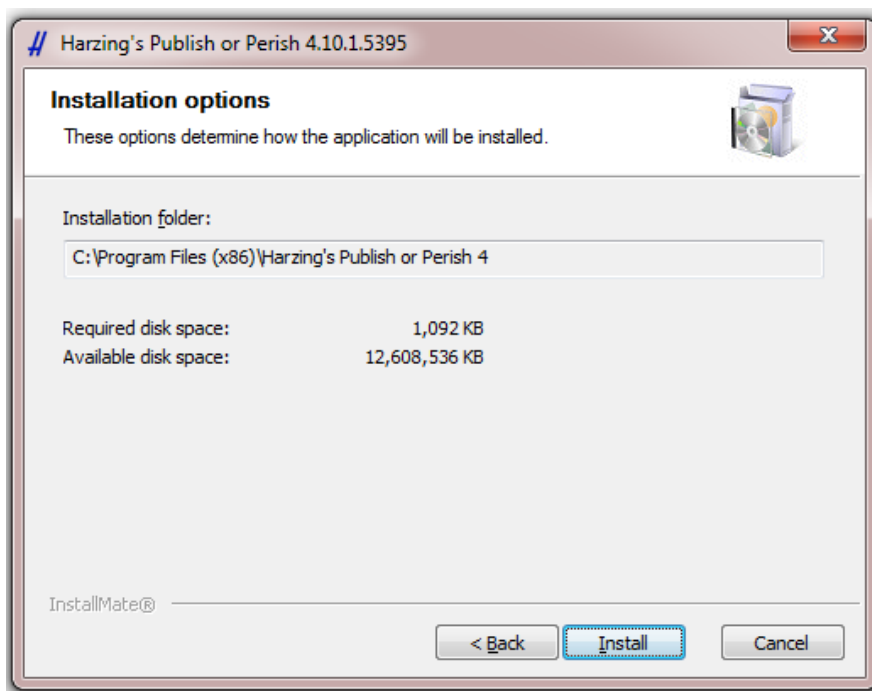 Harzing's Publish or Perish 4.10.1.5395
Installation options
These options determine how the application will be installed.
Installation folder:
C:\Program Files (x86)\Harzing's Publish or Perish 4
Required disk space: 1,092 KB
Available disk space: 12,608,536 KB
InstallMate®
< Back Install Cancel